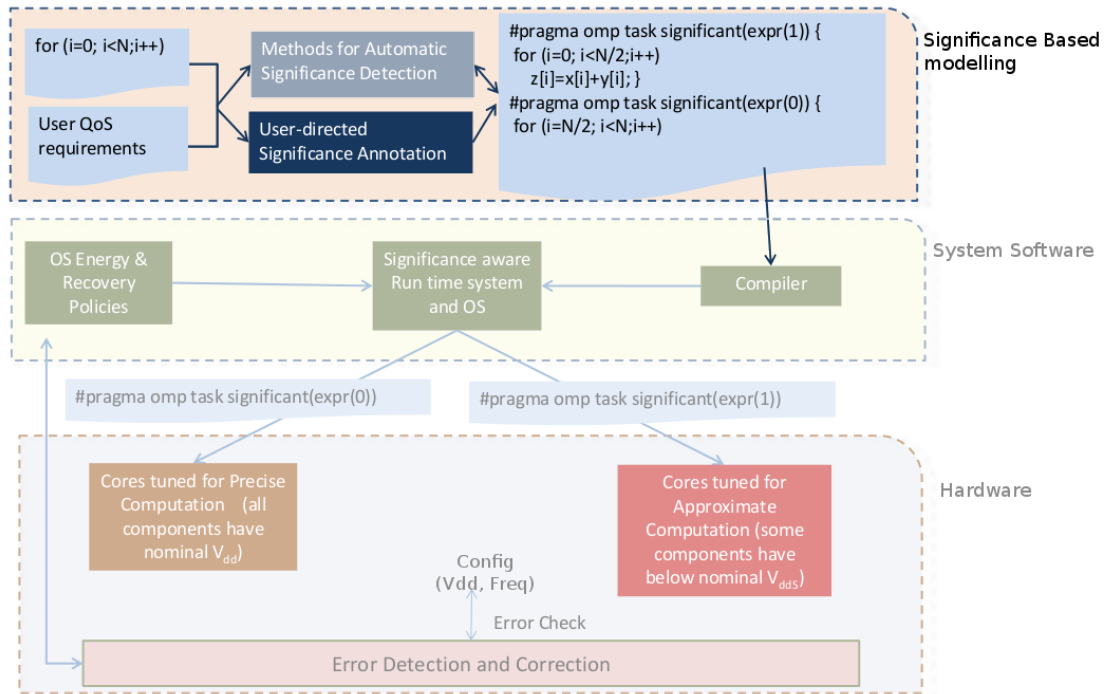 for (i=0; i<N;i++)
User QoS
requirements
Methods for Automatic
Significance Detection
User-directed
Significance Annotation
#pragma omp task significant(expr(1)) {
for (i=0; i<N/2;i++)
z[i]=x[i]+y[i]; }
#pragma omp task significant(expr(0)) {
for (i=N/2; i<N;i++)
Significance Based
modelling
OS Energy &
Recovery
Policies
Significance aware
Run time system
and OS
Compiler
System Software
#pragma omp task significant(expr(0))
#pragma omp task significant(expr(1))
Cores tuned for Precise
Computation (all
components have
nominal Vdd)
Cores tuned for
Approximate
Computation (some
components have
below nominal VddS)
Hardware
Config
(Vdd, Freq)
Error Check
Error Detection and Correction